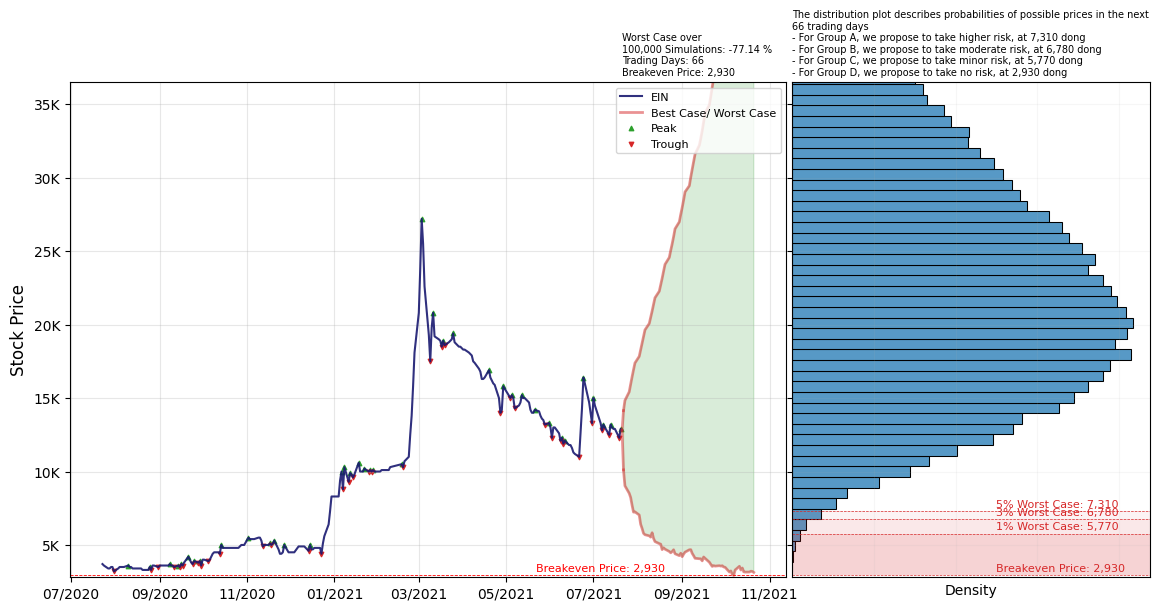 The distribution plot describes probabilities of possible prices in the next
66 trading days
- For Group A, we propose to take higher risk, at 7,310 dong
- For Group B, we propose to take moderate risk, at 6,780 dong
- For Group C, we propose to take minor risk, at 5,770 dong
- For Group D, we propose to take no risk, at 2,930 dong
Worst Case over
100,000 Simulations: -77.14 %
Trading Days: 66
Breakeven Price: 2,930
EIN
Best Case/ Worst Case
Peak
Trough
Stock Price
35K
30K
25K
20K
15K
10K
5K
07/2020
09/2020
11/2020
01/2021
03/2021
05/2021
07/2021
09/2021
11/2021
Breakeven Price: 2,930
5% Worst Case: 7,310
3% Worst Case: 6,780
1% Worst Case: 5,770
Breakeven Price: 2,930
Density